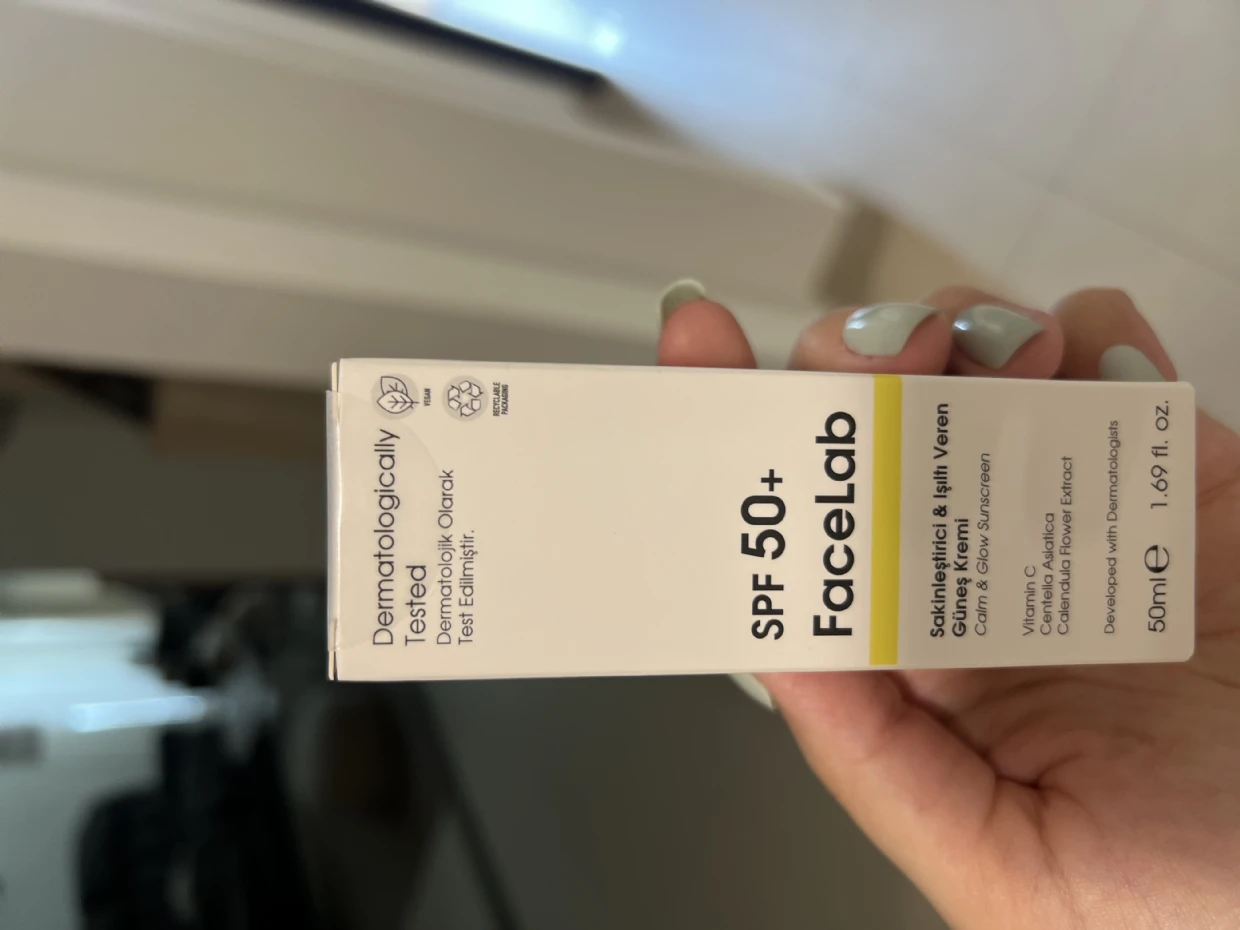 Dermatologically
Tested
Dermatolojik Olarak
Test Edilmiştir.
VEGAN
RECYCLABLE
PACKAGING
SPF 50+
FaceLab
Sakinleştirici & Işıltı Veren
Güneş Kremi
Calm & Glow Sunscreen
Vitamin C
Centella Asiatica
Calendula Flower Extract
Developed with Dermatologists
50ml e 1.69 fl. oz.